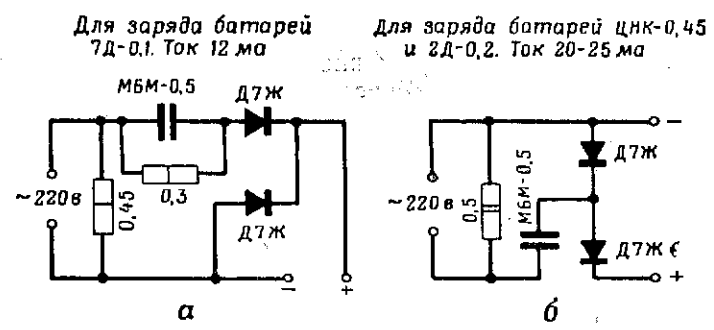 Для заряда батарей
7Д-0,1. Ток 12 ма
Для заряда батарей ЦНК-0,45
и 2Д-0,2. Ток 20-25 ма
МБМ-0,5
Д7Ж
0,3
~220в
0,45
Д7Ж
−
+
а
−
Д7Ж
МБМ-0,5
~220в
0,5
Д7Ж
+
б